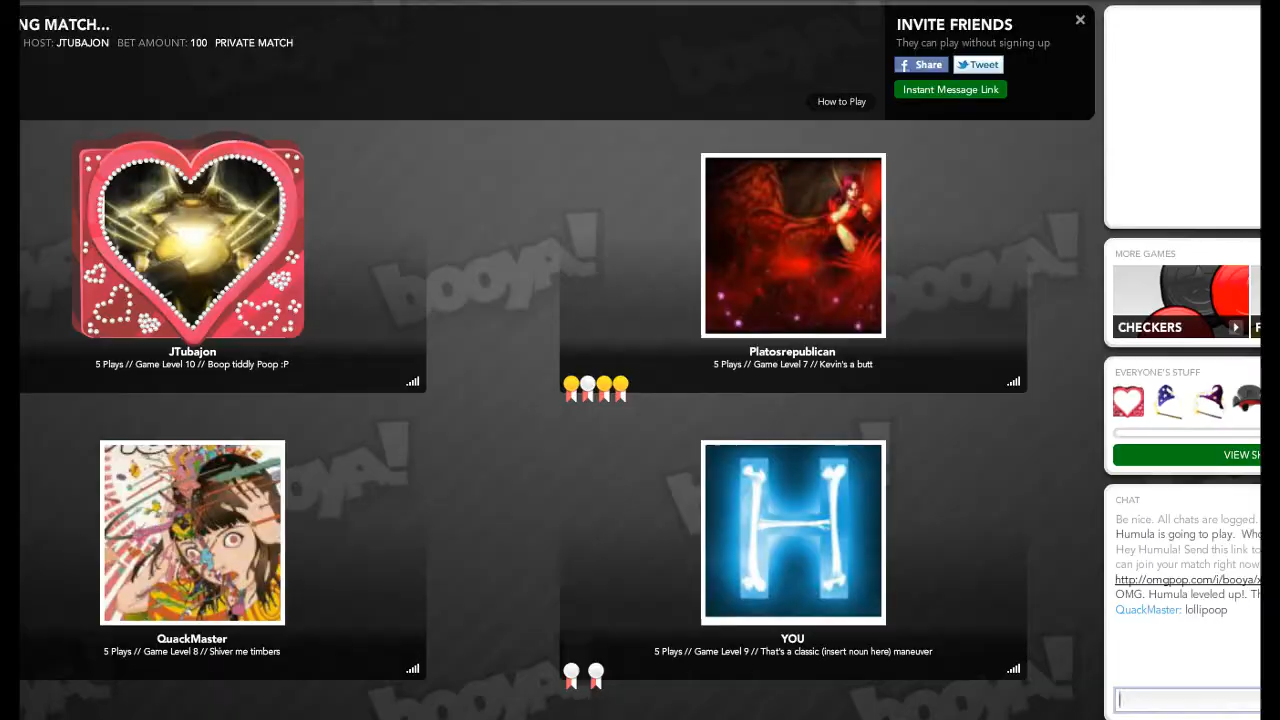 NG MATCH...
HOST: JTUBAJON BET AMOUNT: 100 PRIVATE MATCH
How to Play
INVITE FRIENDS
They can play without signing up
Share
Tweet
Instant Message Link
booya!
JTubajon
5 Plays // Game Level 10 // Boop tiddly Poop :P
Platosrepublican
5 Plays // Game Level 7 // Kevin's a butt
QuackMaster
5 Plays // Game Level 8 // Shiver me timbers
H
YOU
5 Plays // Game Level 9 // That's a classic (insert noun here) maneuver
MORE GAMES
CHECKERS
EVERYONE'S STUFF
VIEW SH
CHAT
Be nice. All chats are logged.
Humula is going to play. Who
Hey Humula! Send this link to
can join your match right now
http://omgpop.com/i/booya/x
OMG. Humula leveled up!. Th
QuackMaster: lollipoop